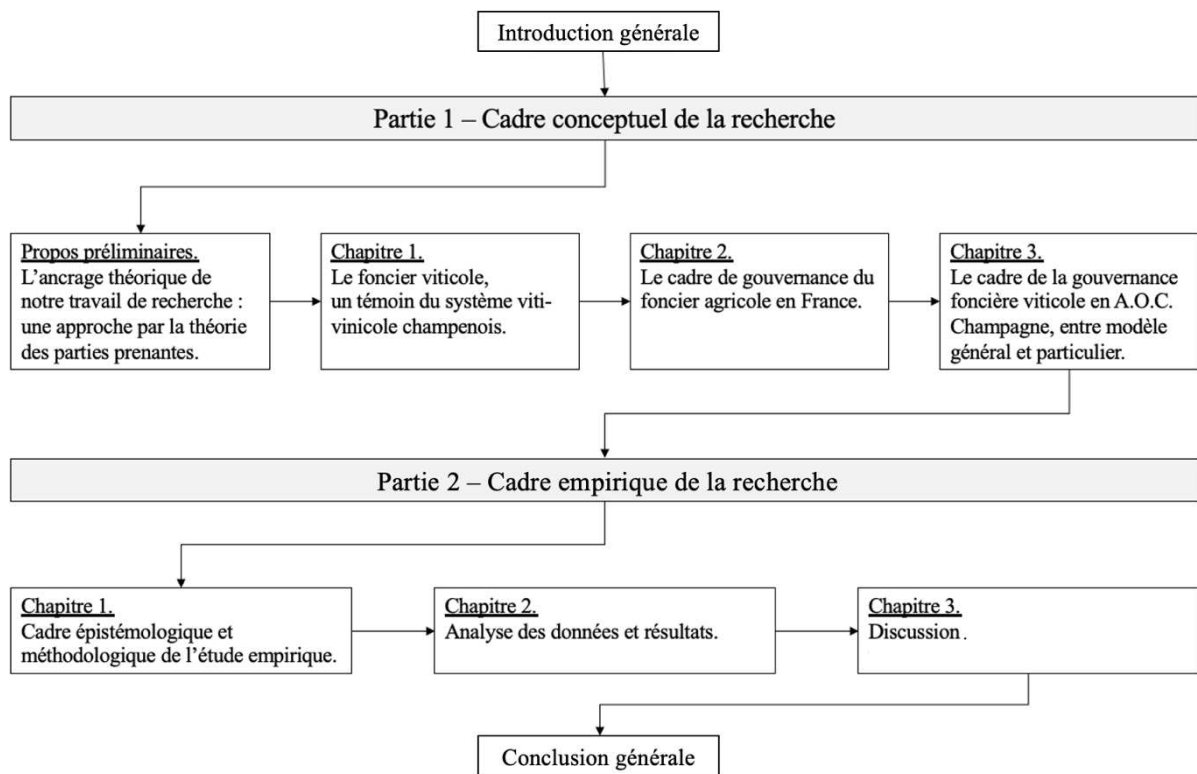 Introduction générale
Partie 1 – Cadre conceptuel de la recherche
Propos préliminaires.
L'ancrage théorique de
notre travail de recherche :
une approche par la théorie
des parties prenantes.
Chapitre 1.
Le foncier viticole,
un témoin du système viti-
vinicole champenois.
Chapitre 2.
Le cadre de gouvernance du
foncier agricole en France.
Chapitre 3.
Le cadre de la gouvernance
foncière viticole en A.O.C.
Champagne, entre modèle
général et particulier.
Partie 2 – Cadre empirique de la recherche
Chapitre 1.
Cadre épistémologique et
méthodologique de l'étude empirique.
Chapitre 2.
Analyse des données et résultats.
Chapitre 3.
Discussion.
Conclusion générale